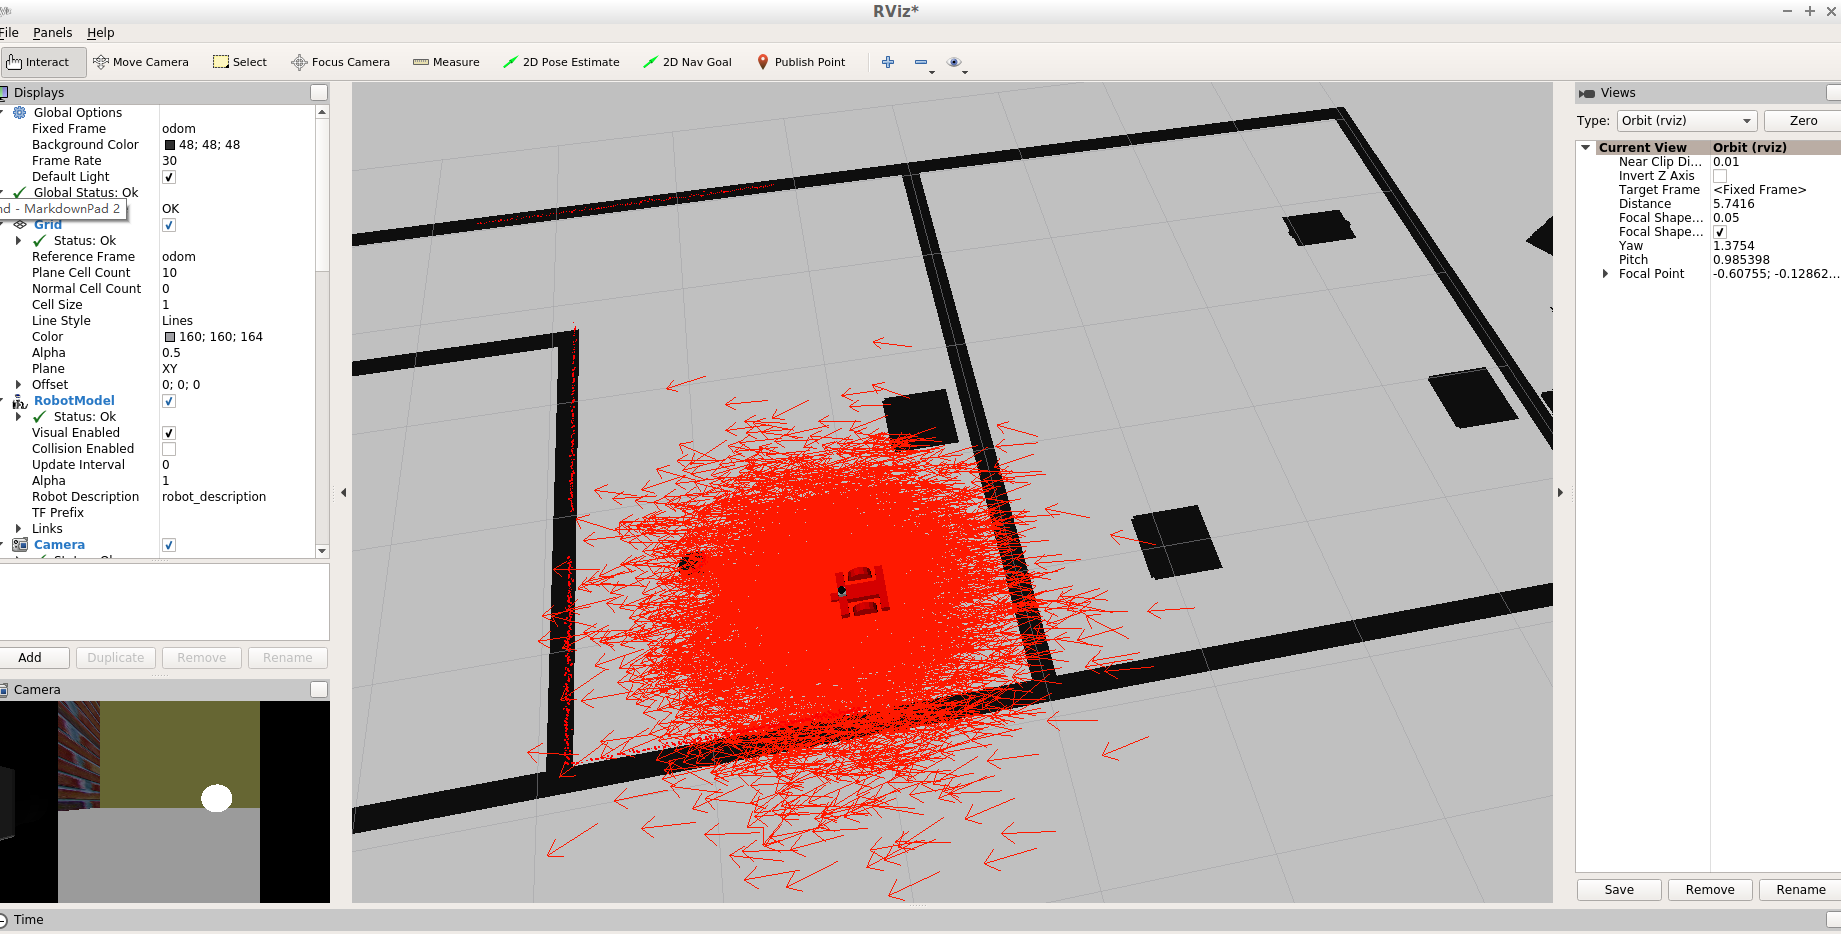 RViz*
File Panels Help
Interact Move Camera Select Focus Camera Measure 2D Pose Estimate 2D Nav Goal Publish Point
Displays
Global Options
Fixed Frame odom
Background Color 48; 48; 48
Frame Rate 30
Default Light
Global Status: Ok
nd - MarkdownPad 2 OK
Grid
Status: Ok
Reference Frame odom
Plane Cell Count 10
Normal Cell Count 0
Cell Size 1
Line Style Lines
Color 160; 160; 164
Alpha 0.5
Plane XY
Offset 0; 0; 0
RobotModel
Status: Ok
Visual Enabled
Collision Enabled
Update Interval 0
Alpha 1
Robot Description robot_description
TF Prefix
Links
Camera
Status: Ok
Add Duplicate Remove Rename
Camera
Views
Type: Orbit (rviz) Zero
Current View Orbit (rviz)
Near Clip Di... 0.01
Invert Z Axis
Target Frame <Fixed Frame>
Distance 5.7416
Focal Shape... 0.05
Focal Shape...
Yaw 1.3754
Pitch 0.985398
Focal Point -0.60755; -0.12862...
Save Remove Rename
Time